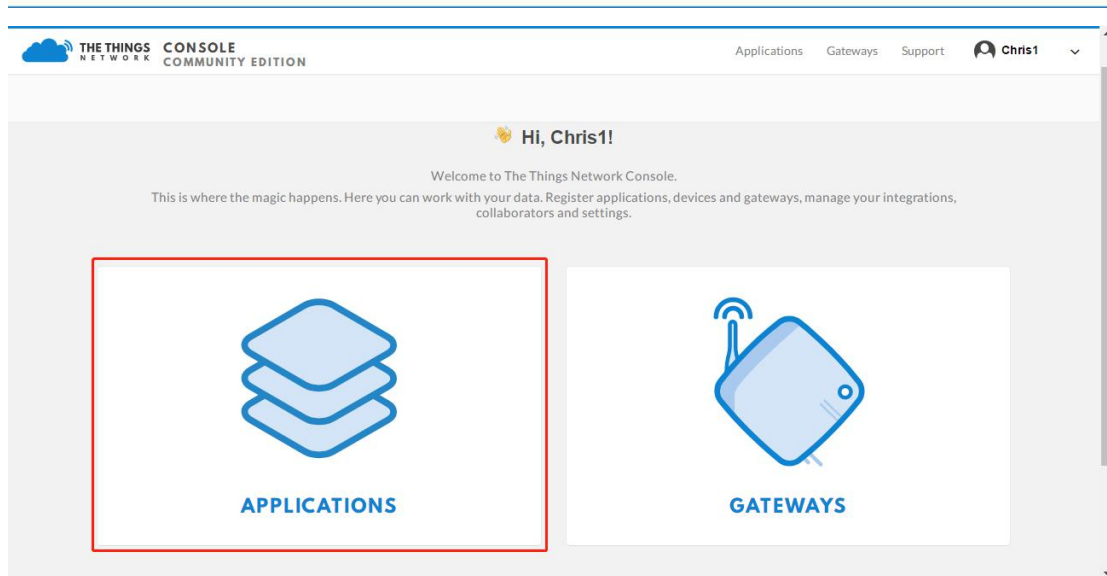 THE THINGS
NETWORK
CONSOLE
COMMUNITY EDITION
Applications Gateways Support Chris1
Hi, Chris1!
Welcome to The Things Network Console.
This is where the magic happens. Here you can work with your data. Register applications, devices and gateways, manage your integrations,
collaborators and settings.
APPLICATIONS
GATEWAYS